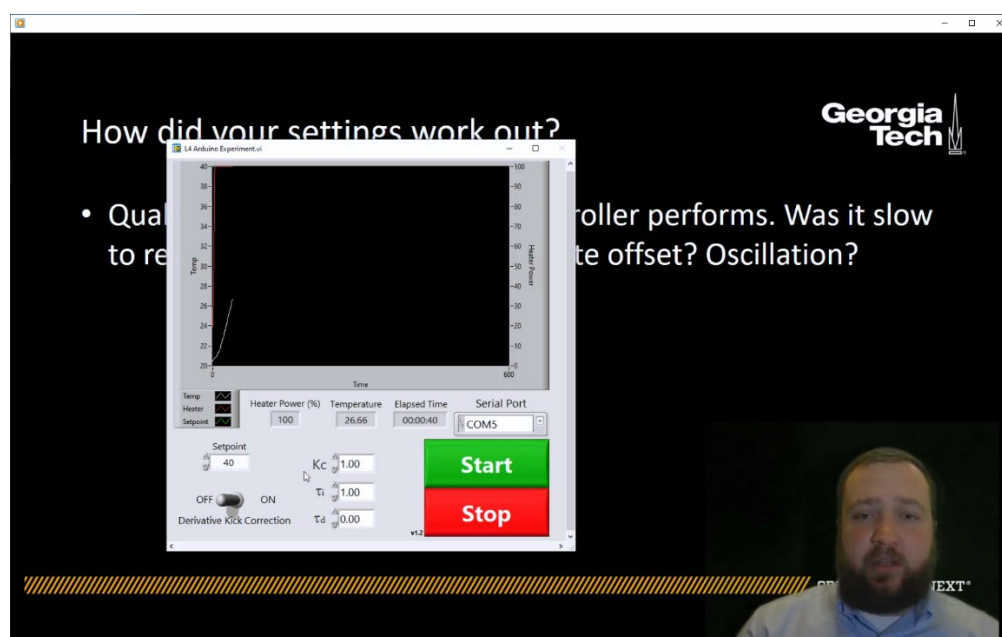 How did your settings work out?
Georgia
Tech
L4 Arduino Experiment.vi
• Qual
roller performs. Was it slow
to re
te offset? Oscillation?
40
38
36
34
32
30
28
26
24
22
20
Temp
100
90
80
70
60
50
40
30
20
10
0
Heater Power
0
600
Time
Temp
Heater
Setpoint
Heater Power (%) Temperature Elapsed Time Serial Port
100 26.66 00:00:40 COM5
Setpoint
40
Kc 1.00
τi 1.00
τd 0.00
OFF ON
Derivative Kick Correction
v1.2
Start
Stop
NEXT